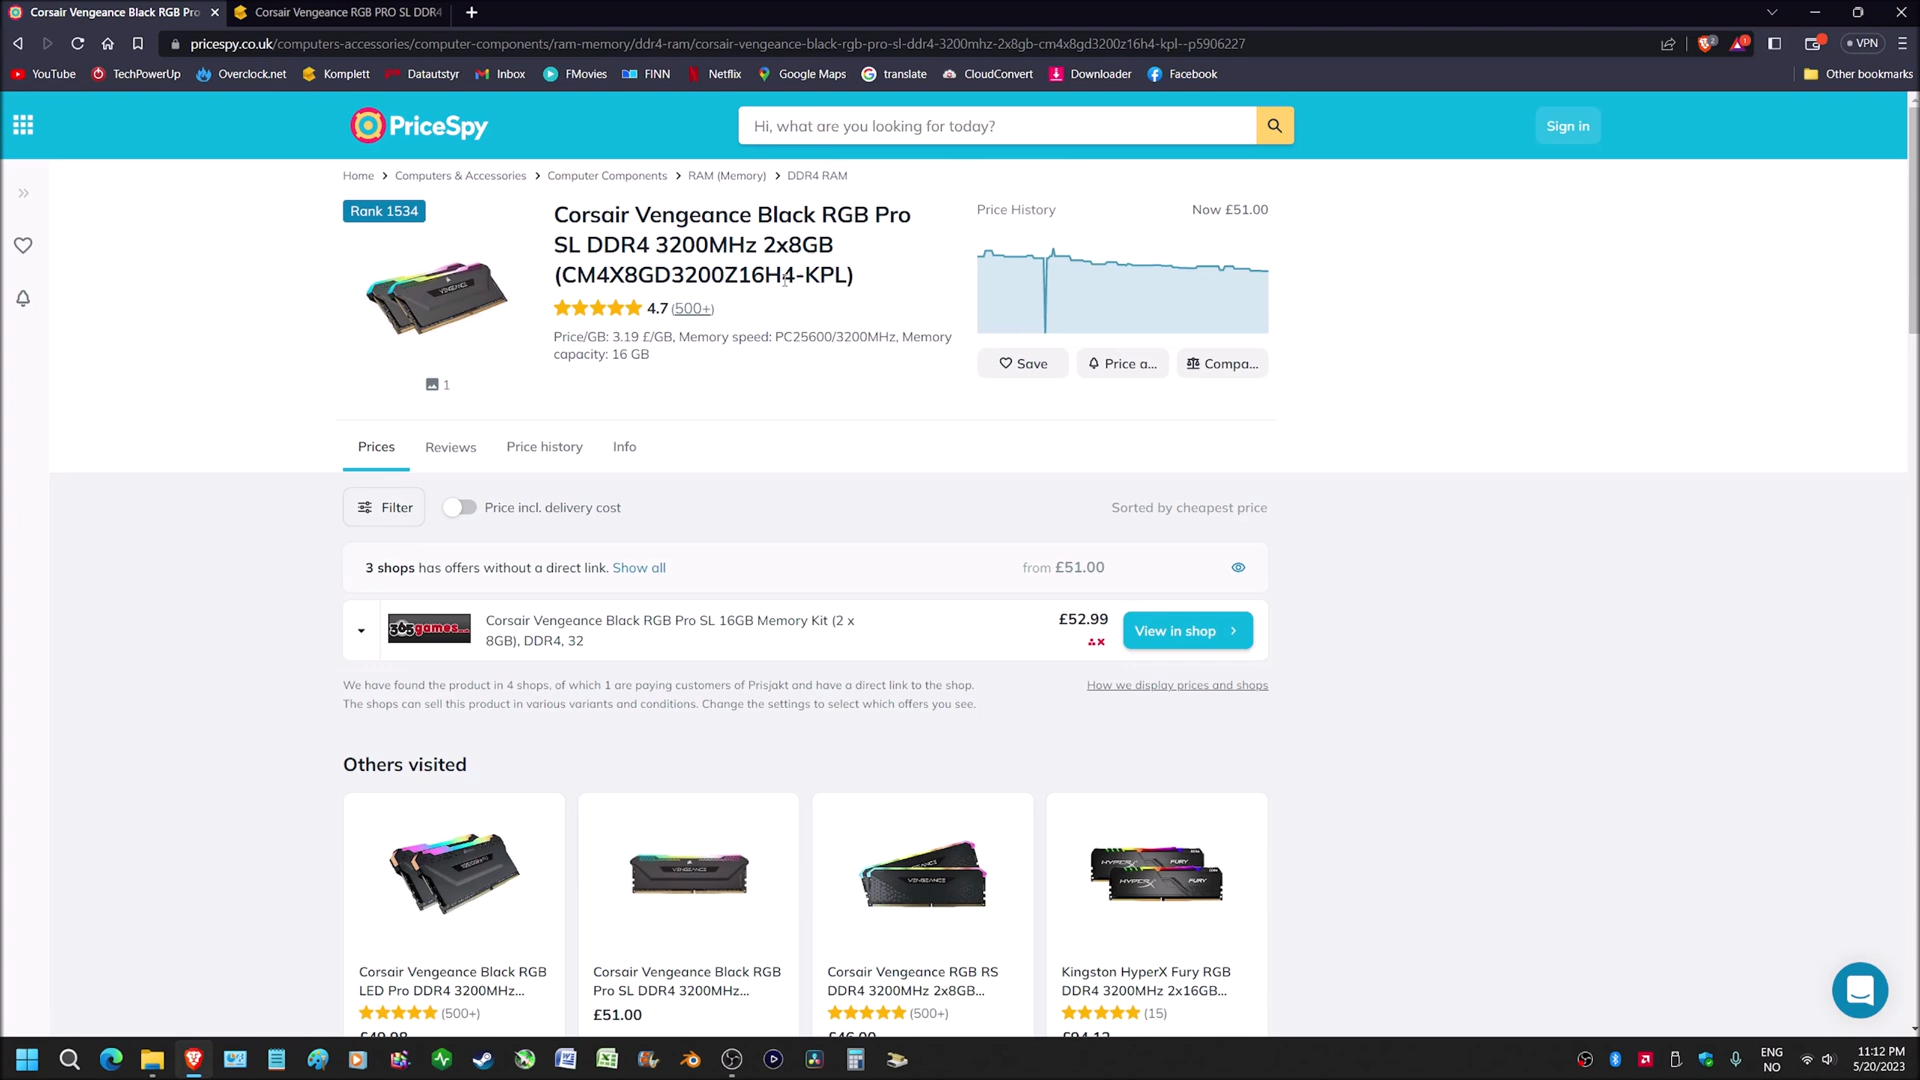 Corsair Vengeance Black RGB Pro
Corsair Vengeance RGB PRO SL DDR4
pricespy.co.uk/computers-accessories/computer-components/ram-memory/ddr4-ram/corsair-vengeance-black-rgb-pro-sl-ddr4-3200mhz-2x8gb-cm4x8gd3200z16h4-kpl--p5906227
2
1
VPN
YouTube
TechPowerUp
Overclock.net
Komplett
Datautstyr
Inbox
FMovies
FINN
Netflix
Google Maps
translate
CloudConvert
Downloader
Facebook
Other bookmarks
PriceSpy
Hi, what are you looking for today?
Sign in
Home > Computers & Accessories > Computer Components > RAM (Memory) > DDR4 RAM
Rank 1534
VENGEANCE
1
Corsair Vengeance Black RGB Pro
SL DDR4 3200MHz 2x8GB
(CM4X8GD3200Z16H4-KPL)
4.7 (500+)
Price/GB: 3.19 £/GB, Memory speed: PC25600/3200MHz, Memory
capacity: 16 GB
Price History
Now £51.00
Save
Price a...
Compa...
Prices
Reviews
Price history
Info
Filter
Price incl. delivery cost
Sorted by cheapest price
3 shops has offers without a direct link. Show all
from £51.00
365games
Corsair Vengeance Black RGB Pro SL 16GB Memory Kit (2 x
8GB), DDR4, 32
£52.99
View in shop
We have found the product in 4 shops, of which 1 are paying customers of Prisjakt and have a direct link to the shop.
The shops can sell this product in various variants and conditions. Change the settings to select which offers you see.
How we display prices and shops
Others visited
VENGEANCE
VENGEANCE
HYPERX FURY
HYPERX FURY
Corsair Vengeance Black RGB
LED Pro DDR4 3200MHz...
(500+)
Corsair Vengeance Black RGB
Pro SL DDR4 3200MHz...
£51.00
Corsair Vengeance RGB RS
DDR4 3200MHz 2x8GB...
(500+)
Kingston HyperX Fury RGB
DDR4 3200MHz 2x16GB...
(15)
ENG
NO
11:12 PM
5/20/2023